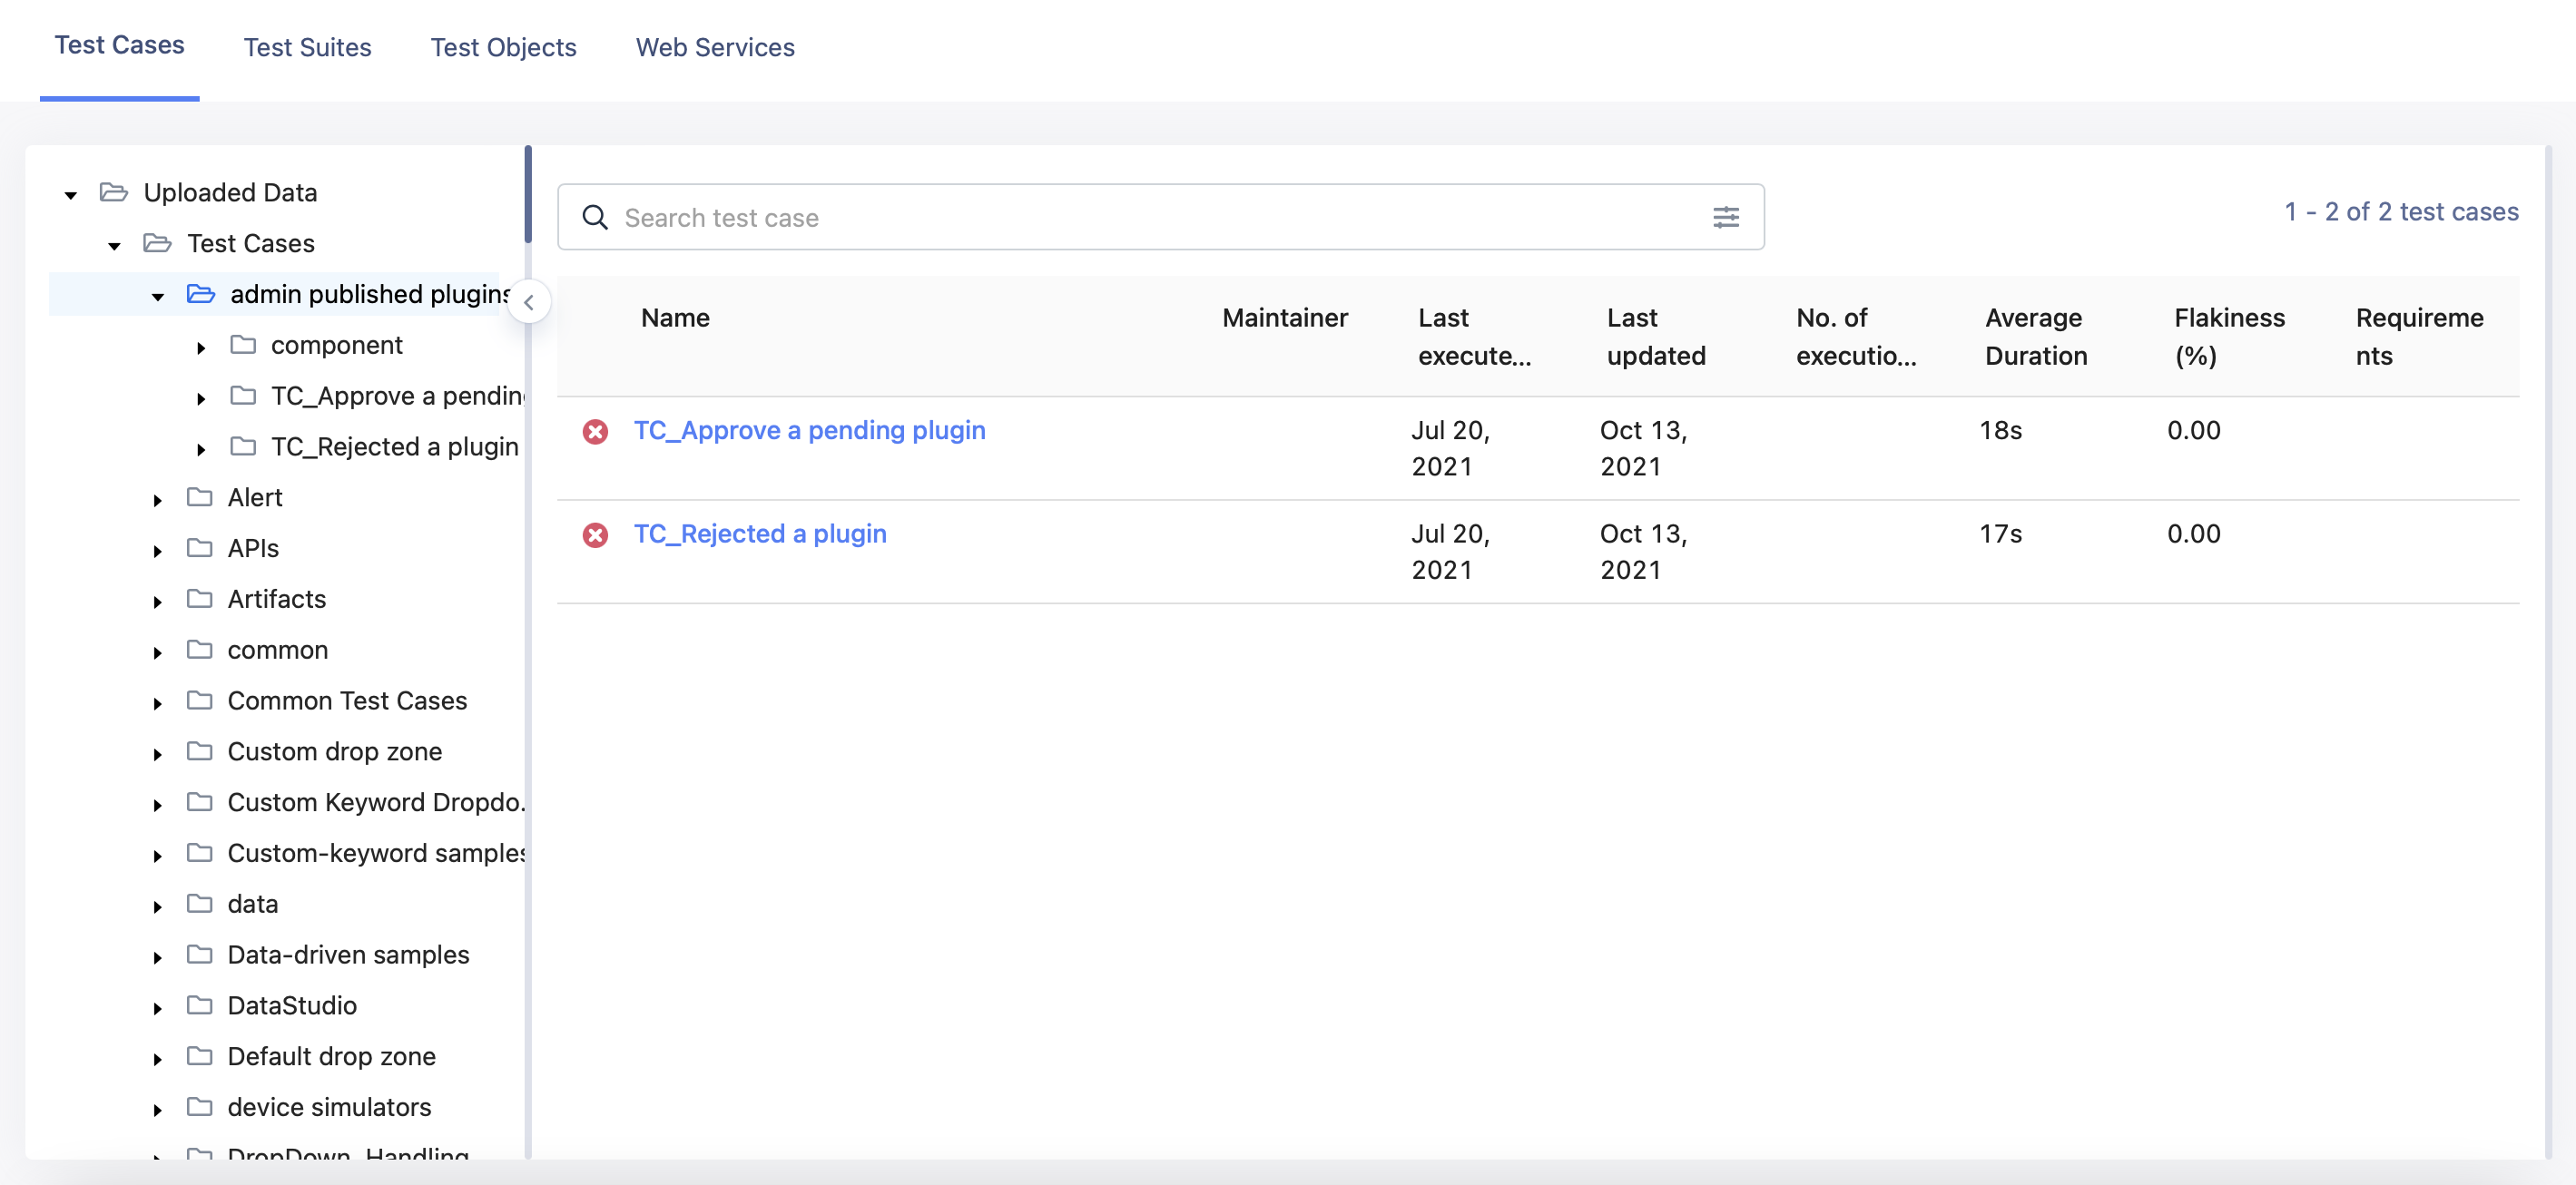 Test Cases
Test Suites
Test Objects
Web Services
Uploaded Data
Test Cases
admin published plugins
component
TC_Approve a pending
TC_Rejected a plugin
Alert
APIs
Artifacts
common
Common Test Cases
Custom drop zone
Custom Keyword Dropdo.
Custom-keyword samples
data
Data-driven samples
DataStudio
Default drop zone
device simulators
DropDown_Handling
Search test case
1 - 2 of 2 test cases
Name
Maintainer
Last
execute...
Last
updated
No. of
executio...
Average
Duration
Flakiness
(%)
Requireme
nts
TC_Approve a pending plugin
Jul 20,
2021
Oct 13,
2021
18s
0.00
TC_Rejected a plugin
Jul 20,
2021
Oct 13,
2021
17s
0.00